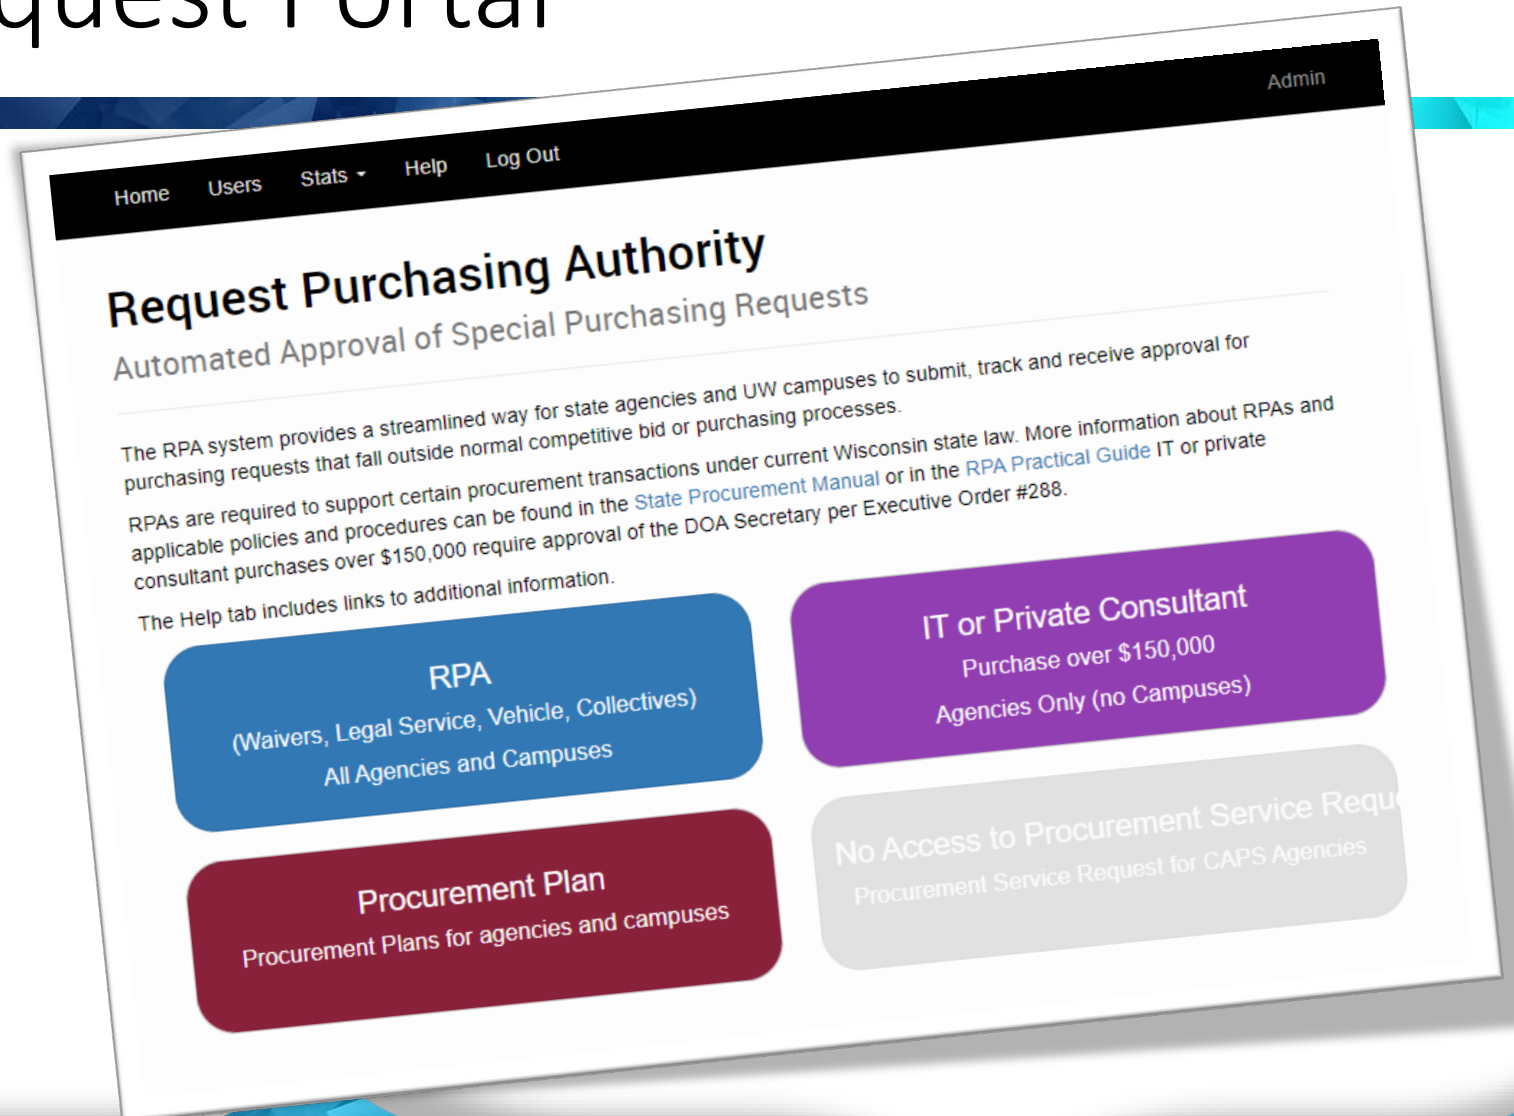 quest Portal
Home Users Stats Help Log Out Admin
Request Purchasing Authority
Automated Approval of Special Purchasing Requests
The RPA system provides a streamlined way for state agencies and UW campuses to submit, track and receive approval for
purchasing requests that fall outside normal competitive bid or purchasing processes.
RPAs are required to support certain procurement transactions under current Wisconsin state law. More information about RPAs and
applicable policies and procedures can be found in the State Procurement Manual or in the RPA Practical Guide IT or private
consultant purchases over $150,000 require approval of the DOA Secretary per Executive Order #288.
The Help tab includes links to additional information.
RPA
(Waivers, Legal Service, Vehicle, Collectives)
All Agencies and Campuses
IT or Private Consultant
Purchase over $150,000
Agencies Only (no Campuses)
Procurement Plan
Procurement Plans for agencies and campuses
No Access to Procurement Service Reque
Procurement Service Request for CAPS Agencies